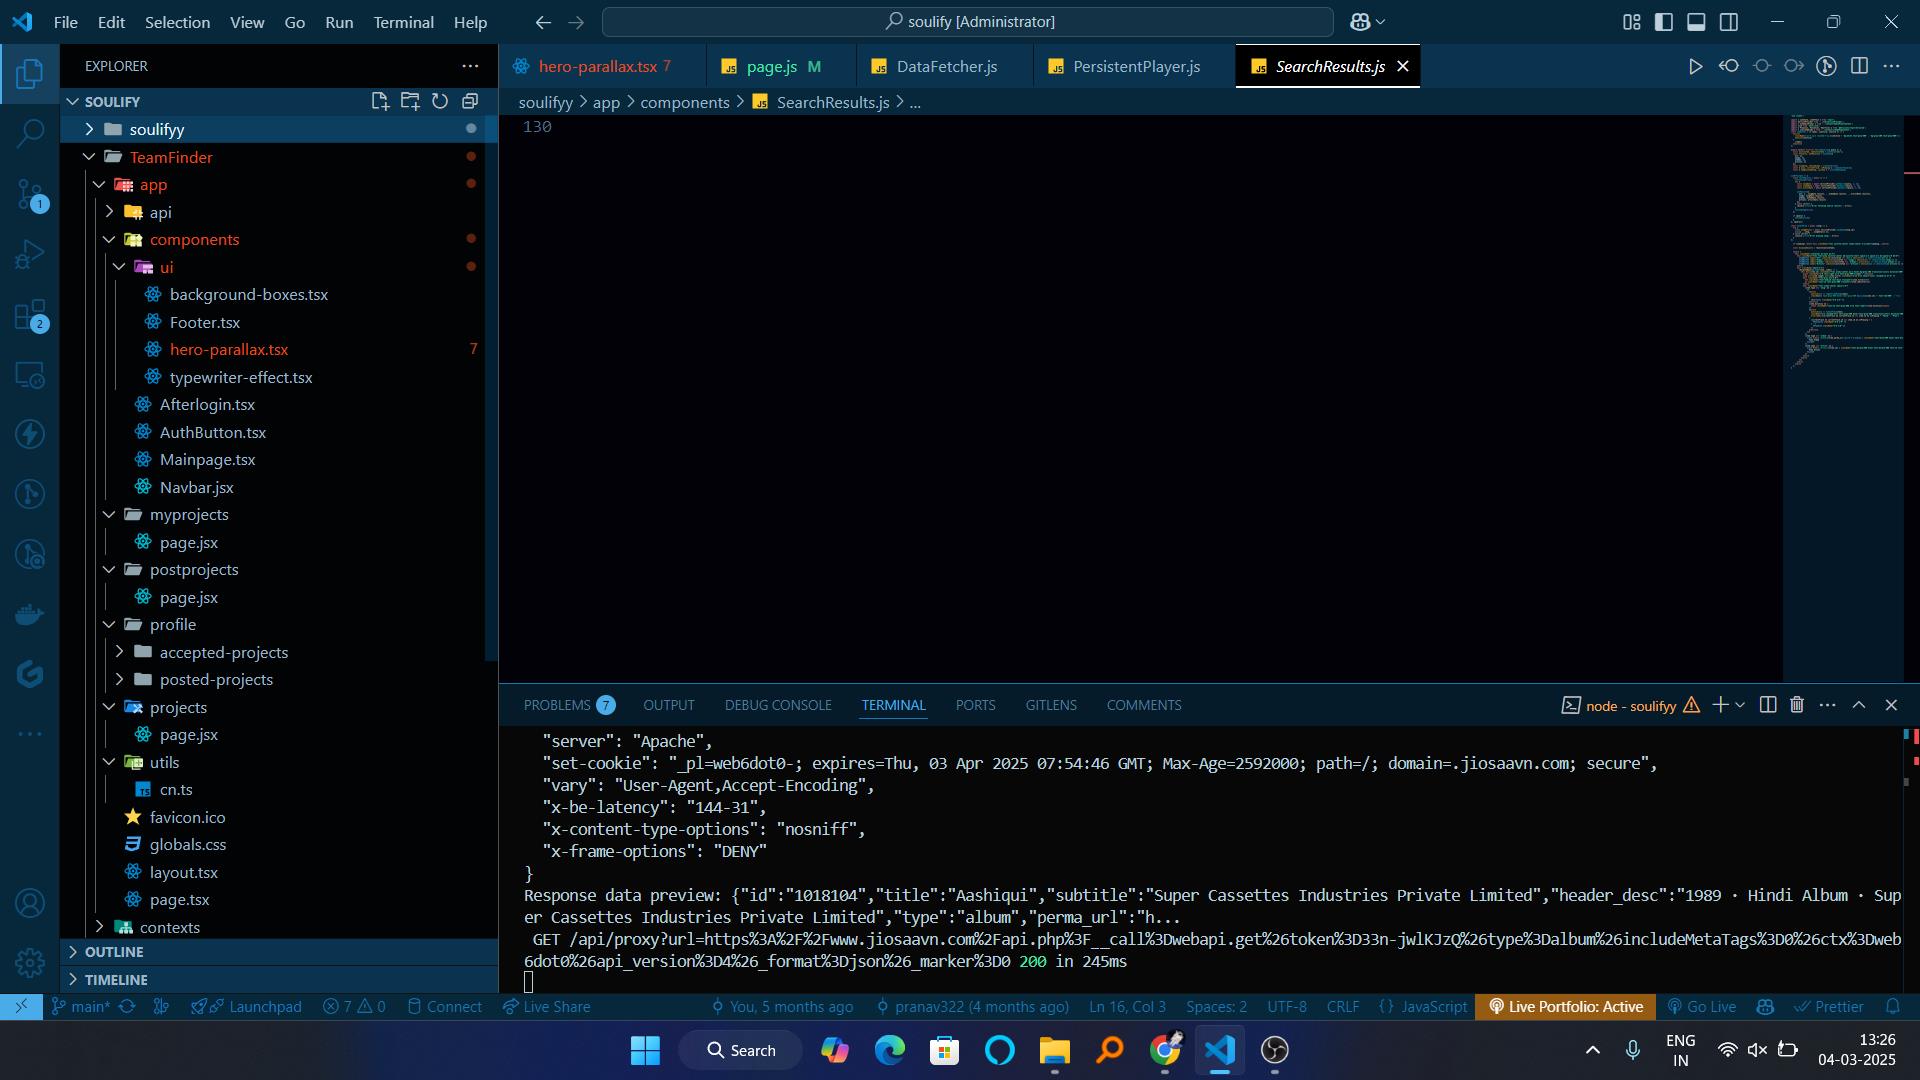 File Edit Selection View Go Run Terminal Help
soulify [Administrator]
EXPLORER
SOULIFY
soulifyy
TeamFinder
app
api
components
ui
background-boxes.tsx
Footer.tsx
hero-parallax.tsx 7
typewriter-effect.tsx
Afterlogin.tsx
AuthButton.tsx
Mainpage.tsx
Navbar.jsx
myprojects
page.jsx
postprojects
page.jsx
profile
accepted-projects
posted-projects
projects
page.jsx
utils
cn.ts
favicon.ico
globals.css
layout.tsx
page.tsx
contexts
OUTLINE
TIMELINE
1
2
hero-parallax.tsx 7 page.js M DataFetcher.js PersistentPlayer.js SearchResults.js
soulifyy > app > components > SearchResults.js > ...
130
PROBLEMS 7 OUTPUT DEBUG CONSOLE TERMINAL PORTS GITLENS COMMENTS node - soulifyy
"server": "Apache",
"set-cookie": "_pl=web6dot0-; expires=Thu, 03 Apr 2025 07:54:46 GMT; Max-Age=2592000; path=/; domain=.jiosaavn.com; secure",
"vary": "User-Agent,Accept-Encoding",
"x-be-latency": "144-31",
"x-content-type-options": "nosniff",
"x-frame-options": "DENY"
}
Response data preview: {"id":"1018104","title":"Aashiqui","subtitle":"Super Cassettes Industries Private Limited","header_desc":"1989 · Hindi Album · Sup
er Cassettes Industries Private Limited","type":"album","perma_url":"h...
GET /api/proxy?url=https%3A%2F%2Fwww.jiosaavn.com%2Fapi.php%3F__call%3Dwebapi.get%26token%3D33n-jwlKJzQ%26type%3Dalbum%26includeMetaTags%3D0%26ctx%3Dweb
6dot0%26api_version%3D4%26_format%3Djson%26_marker%3D0 200 in 245ms
main* Launchpad 7 0 Connect Live Share You, 5 months ago pranav322 (4 months ago) Ln 16, Col 3 Spaces: 2 UTF-8 CRLF {} JavaScript Live Portfolio: Active Go Live Prettier
Search
ENG
IN
13:26
04-03-2025